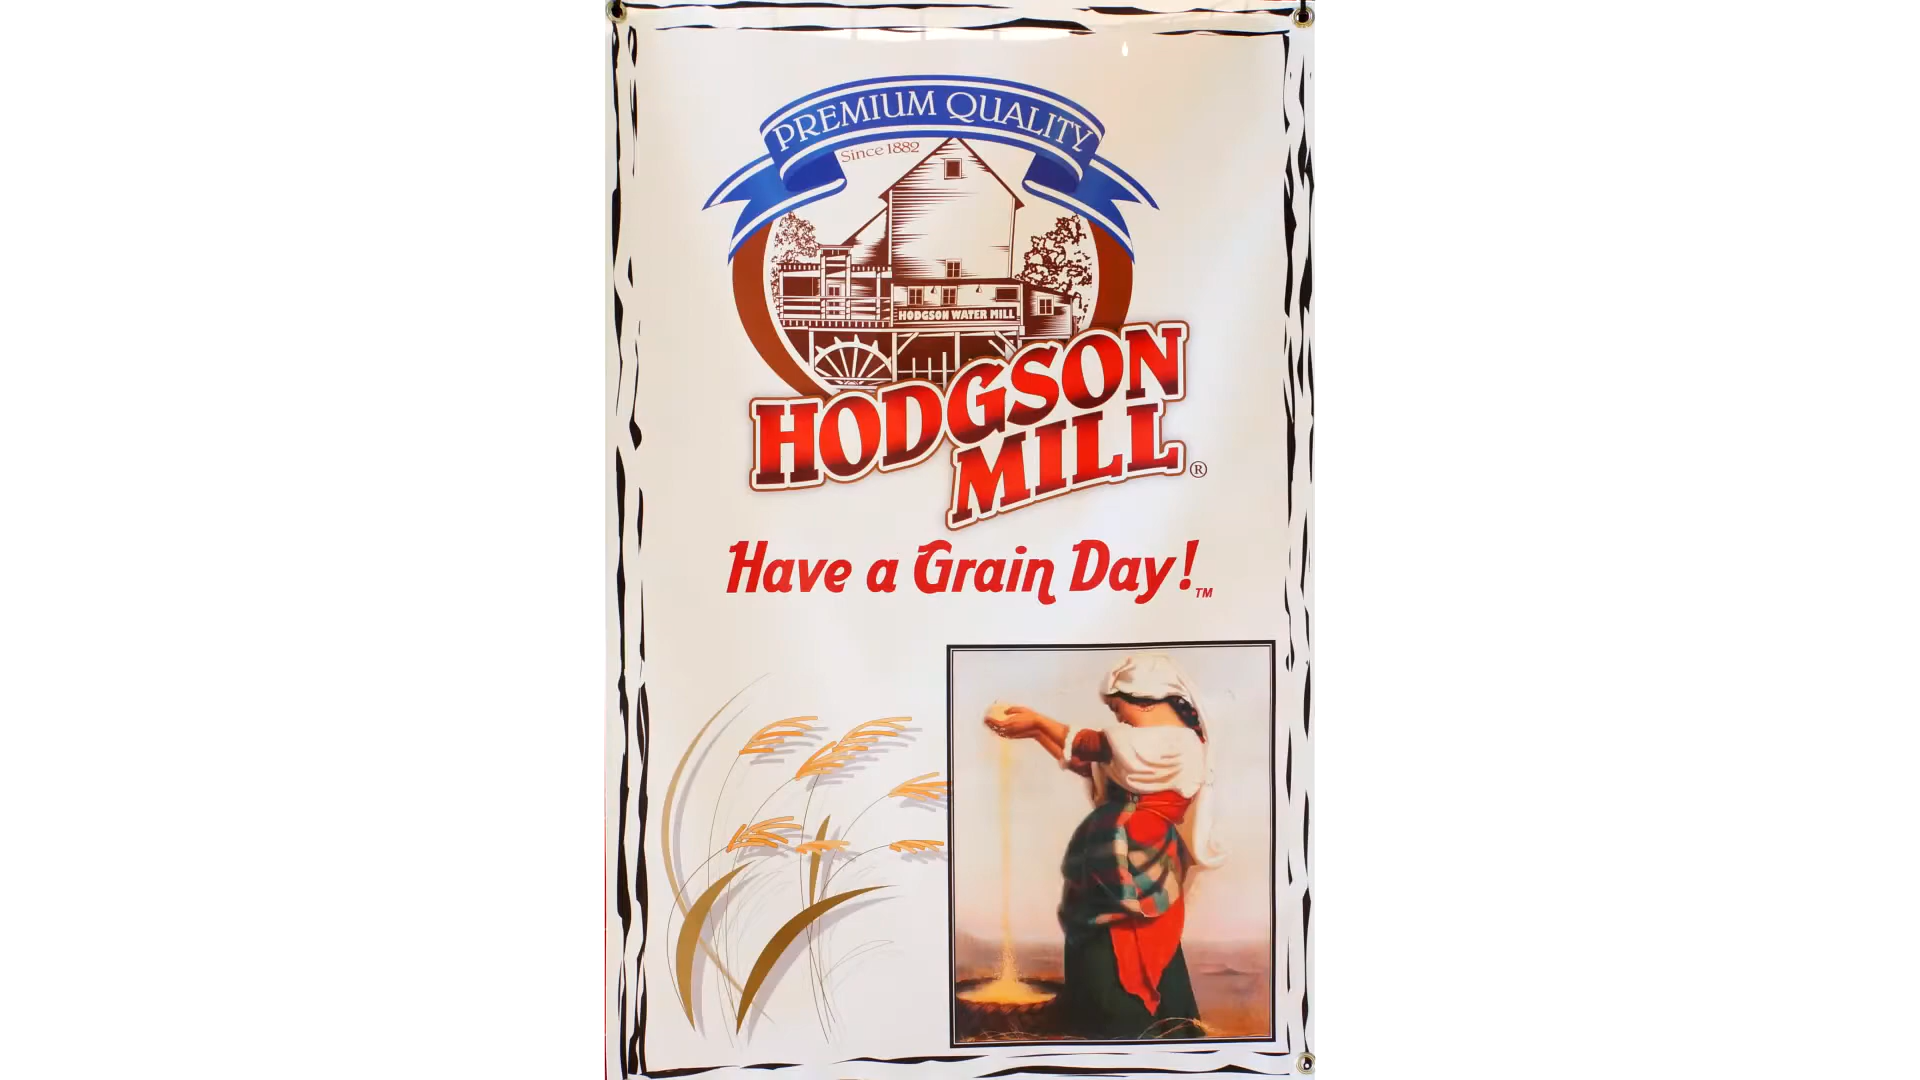 PREMIUM QUALITY
Since 1882
HODGSON WATER MILL
HODGSON
MILL ®
Have a Grain Day! TM